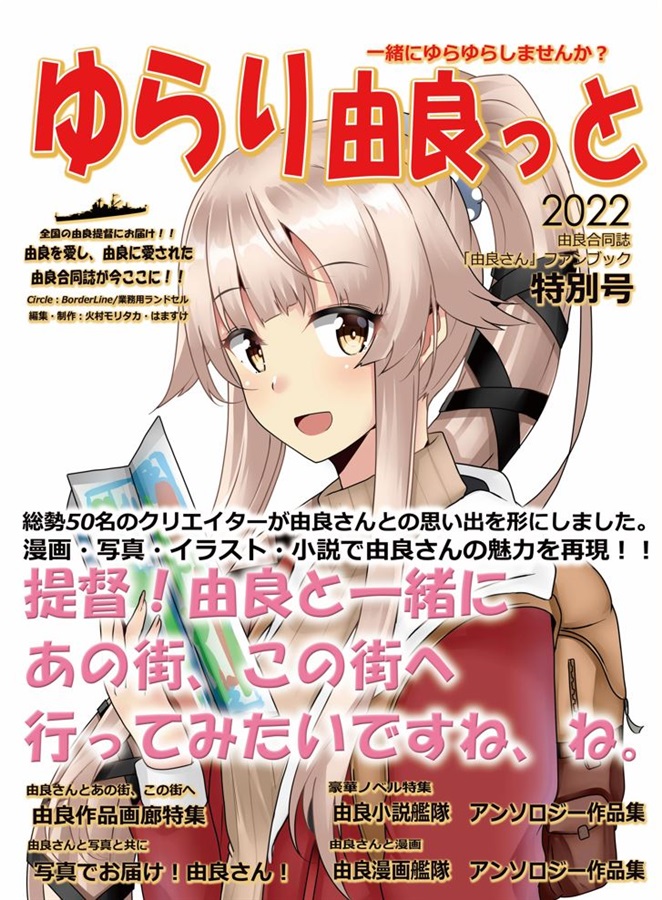 一緒にゆらゆらしませんか？
ゆらり由良っと
2022
由良合同誌
「由良さん」ファンブック
特別号
全国の由良提督にお届け！！
由良を愛し、由良に愛された
由良合同誌が今ここに！！
Circle : BorderLine/業務用ランドセル
編集・制作：火村モリタカ・はますけ
総勢50名のクリエイターが由良さんとの思い出を形にしました。
漫画・写真・イラスト・小説で由良さんの魅力を再現！！
提督！由良と一緒に
あの街、この街へ
行ってみたいですね、ね。
由良さんとあの街、この街へ
由良作品画廊特集
由良さんと写真と共に
写真でお届け！由良さん！
豪華ノベル特集
由良小説艦隊　アンソロジー作品集
由良さんと漫画
由良漫画艦隊　アンソロジー作品集